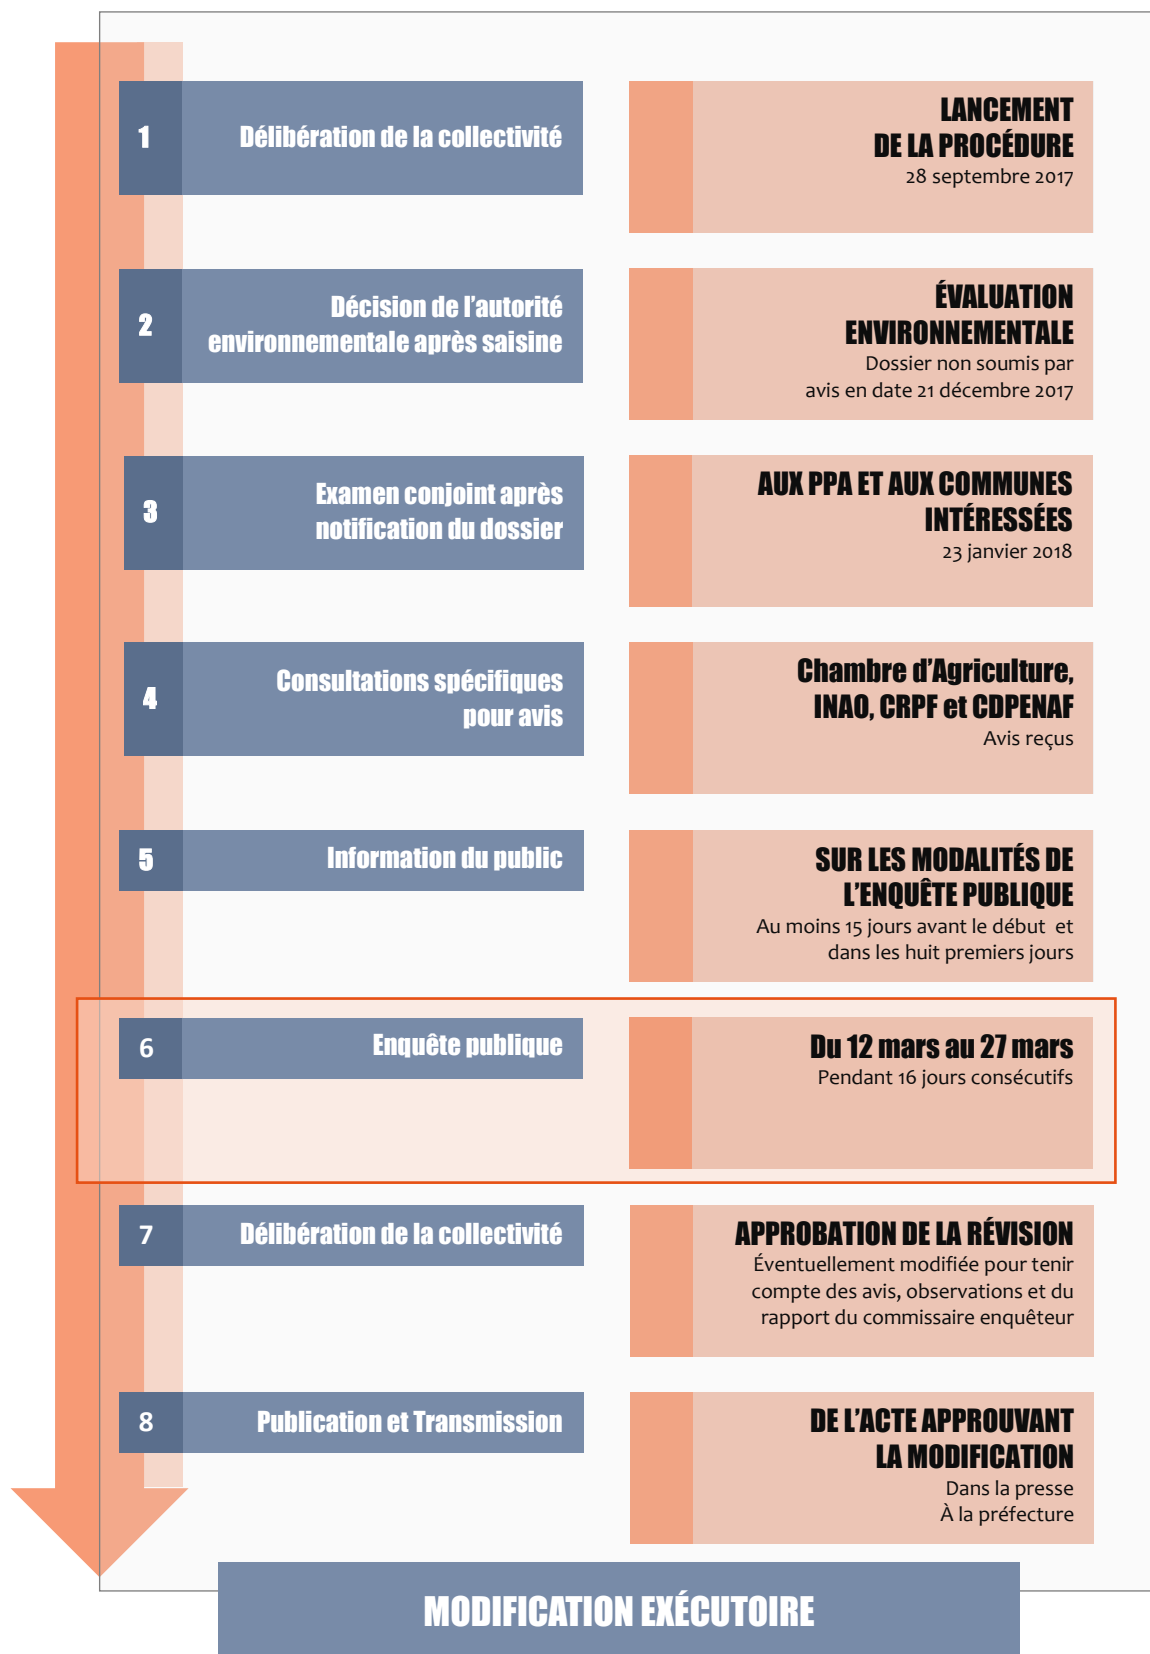 1
Délibération de la collectivité
LANCEMENT
DE LA PROCÉDURE
28 septembre 2017
2
Décision de l'autorité
environnementale après saisine
ÉVALUATION
ENVIRONNEMENTALE
Dossier non soumis par
avis en date 21 décembre 2017
3
Examen conjoint après
notification du dossier
AUX PPA ET AUX COMMUNES
INTÉRESSÉES
23 janvier 2018
4
Consultations spécifiques
pour avis
Chambre d'Agriculture,
INAO, CRPF et CDPENAF
Avis reçus
5
Information du public
SUR LES MODALITÉS DE
L'ENQUÊTE PUBLIQUE
Au moins 15 jours avant le début et
dans les huit premiers jours
6
Enquête publique
Du 12 mars au 27 mars
Pendant 16 jours consécutifs
7
Délibération de la collectivité
APPROBATION DE LA RÉVISION
Éventuellement modifiée pour tenir
compte des avis, observations et du
rapport du commissaire enquêteur
8
Publication et Transmission
DE L'ACTE APPROUVANT
LA MODIFICATION
Dans la presse
À la préfecture
MODIFICATION EXÉCUTOIRE